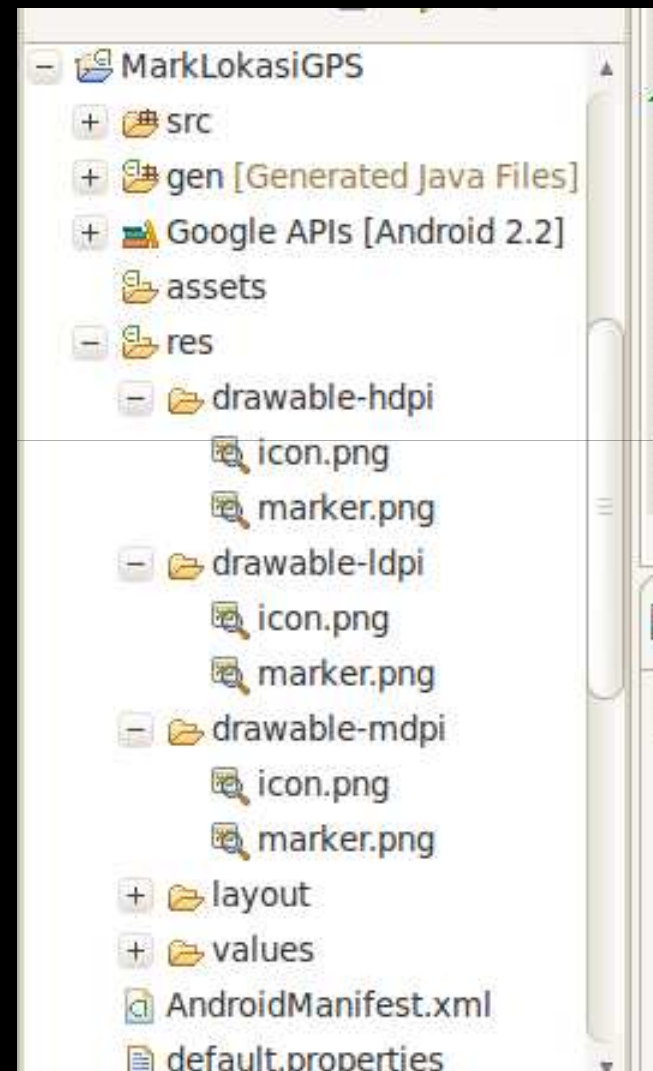 MarkLokasiGPS
src
gen [Generated Java Files]
Google APIs [Android 2.2]
assets
res
drawable-hdpi
icon.png
marker.png
drawable-ldpi
icon.png
marker.png
drawable-mdpi
icon.png
marker.png
layout
values
AndroidManifest.xml
default.properties